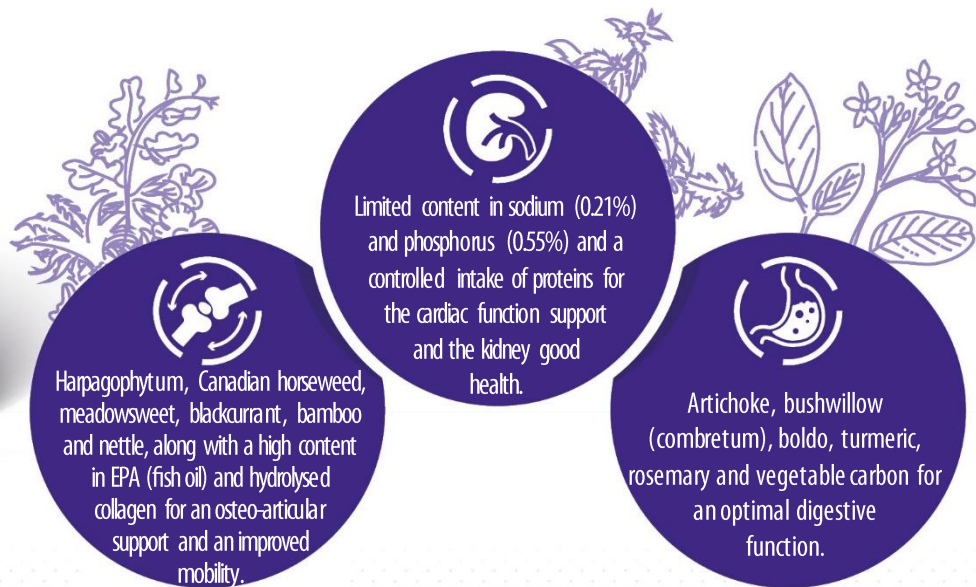 Limited content in sodium (0.21%)
and phosphorus (0.55%) and a
controlled intake of proteins for
the cardiac function support
and the kidney good
health.
Harpagophytum, Canadian horseweed,
meadowsweet, blackcurrant, bamboo
and nettle, along with a high content
in EPA (fish oil) and hydrolysed
collagen for an osteo-articular
support and an improved
mobility.
Artichoke, bushwillow
(combretum), boldo, turmeric,
rosemary and vegetable carbon for
an optimal digestive
function.